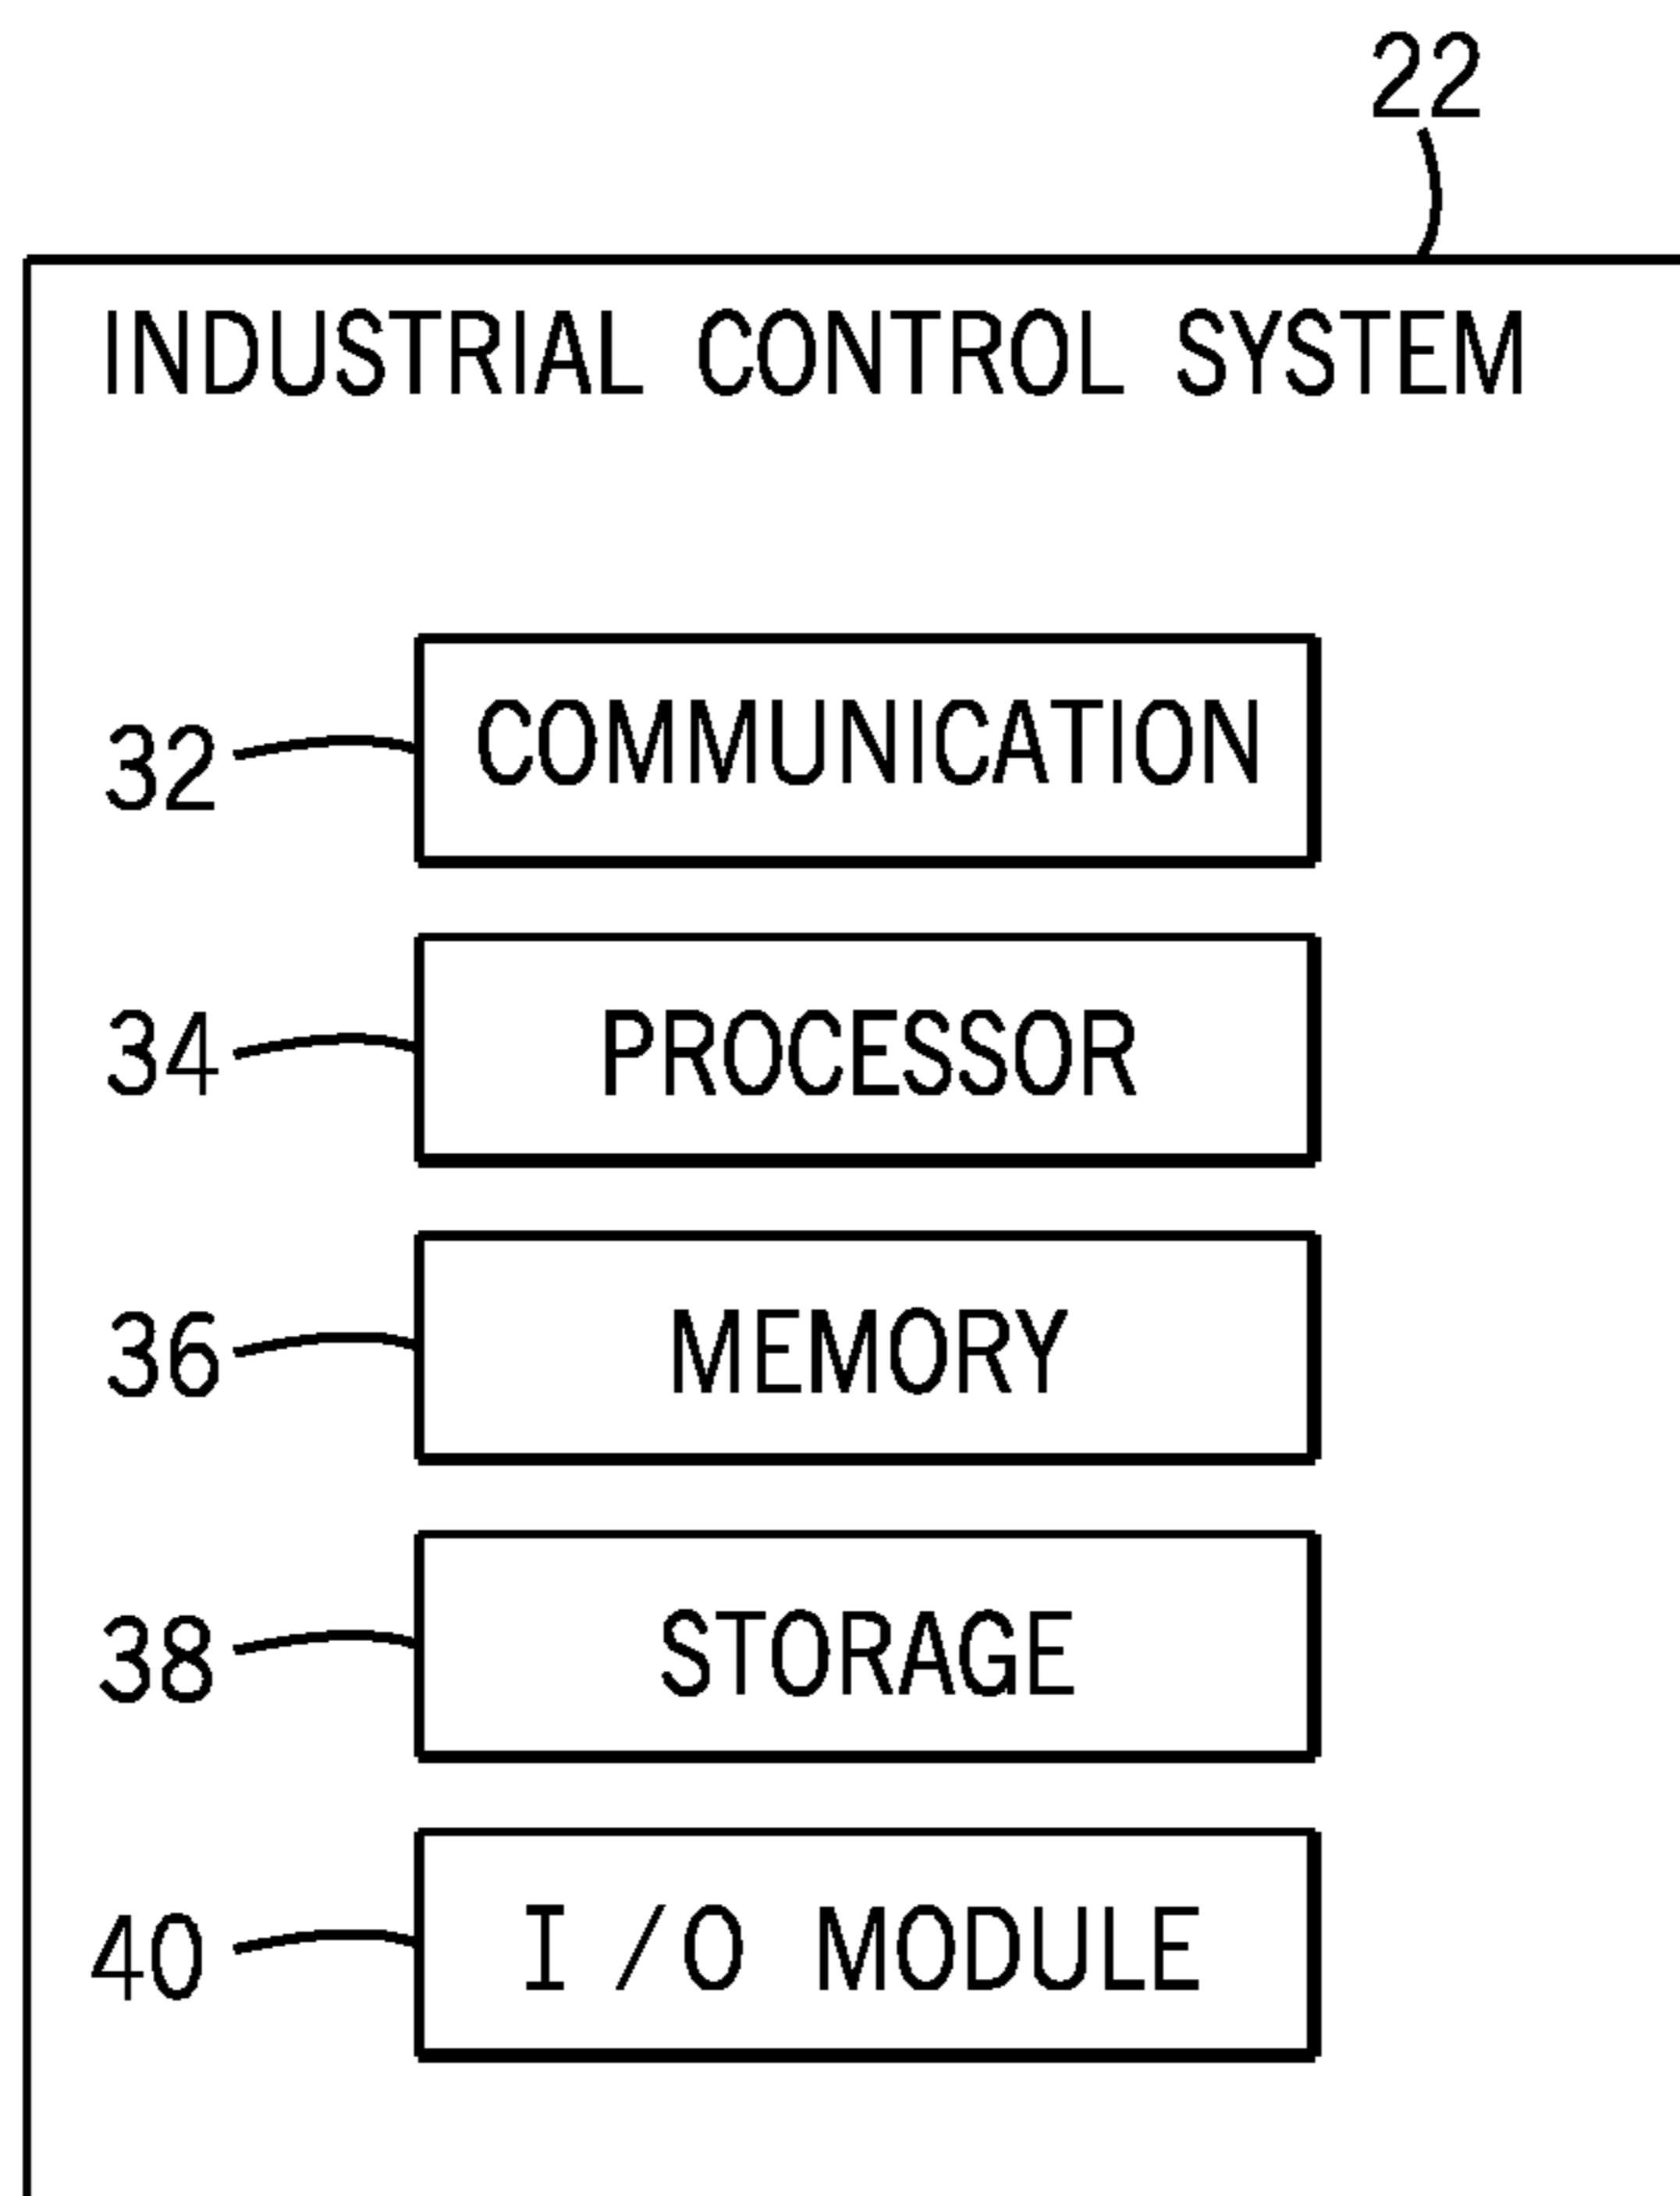 22
INDUSTRIAL CONTROL SYSTEM
32 COMMUNICATION
34 PROCESSOR
36 MEMORY
38 STORAGE
40 I/O MODULE